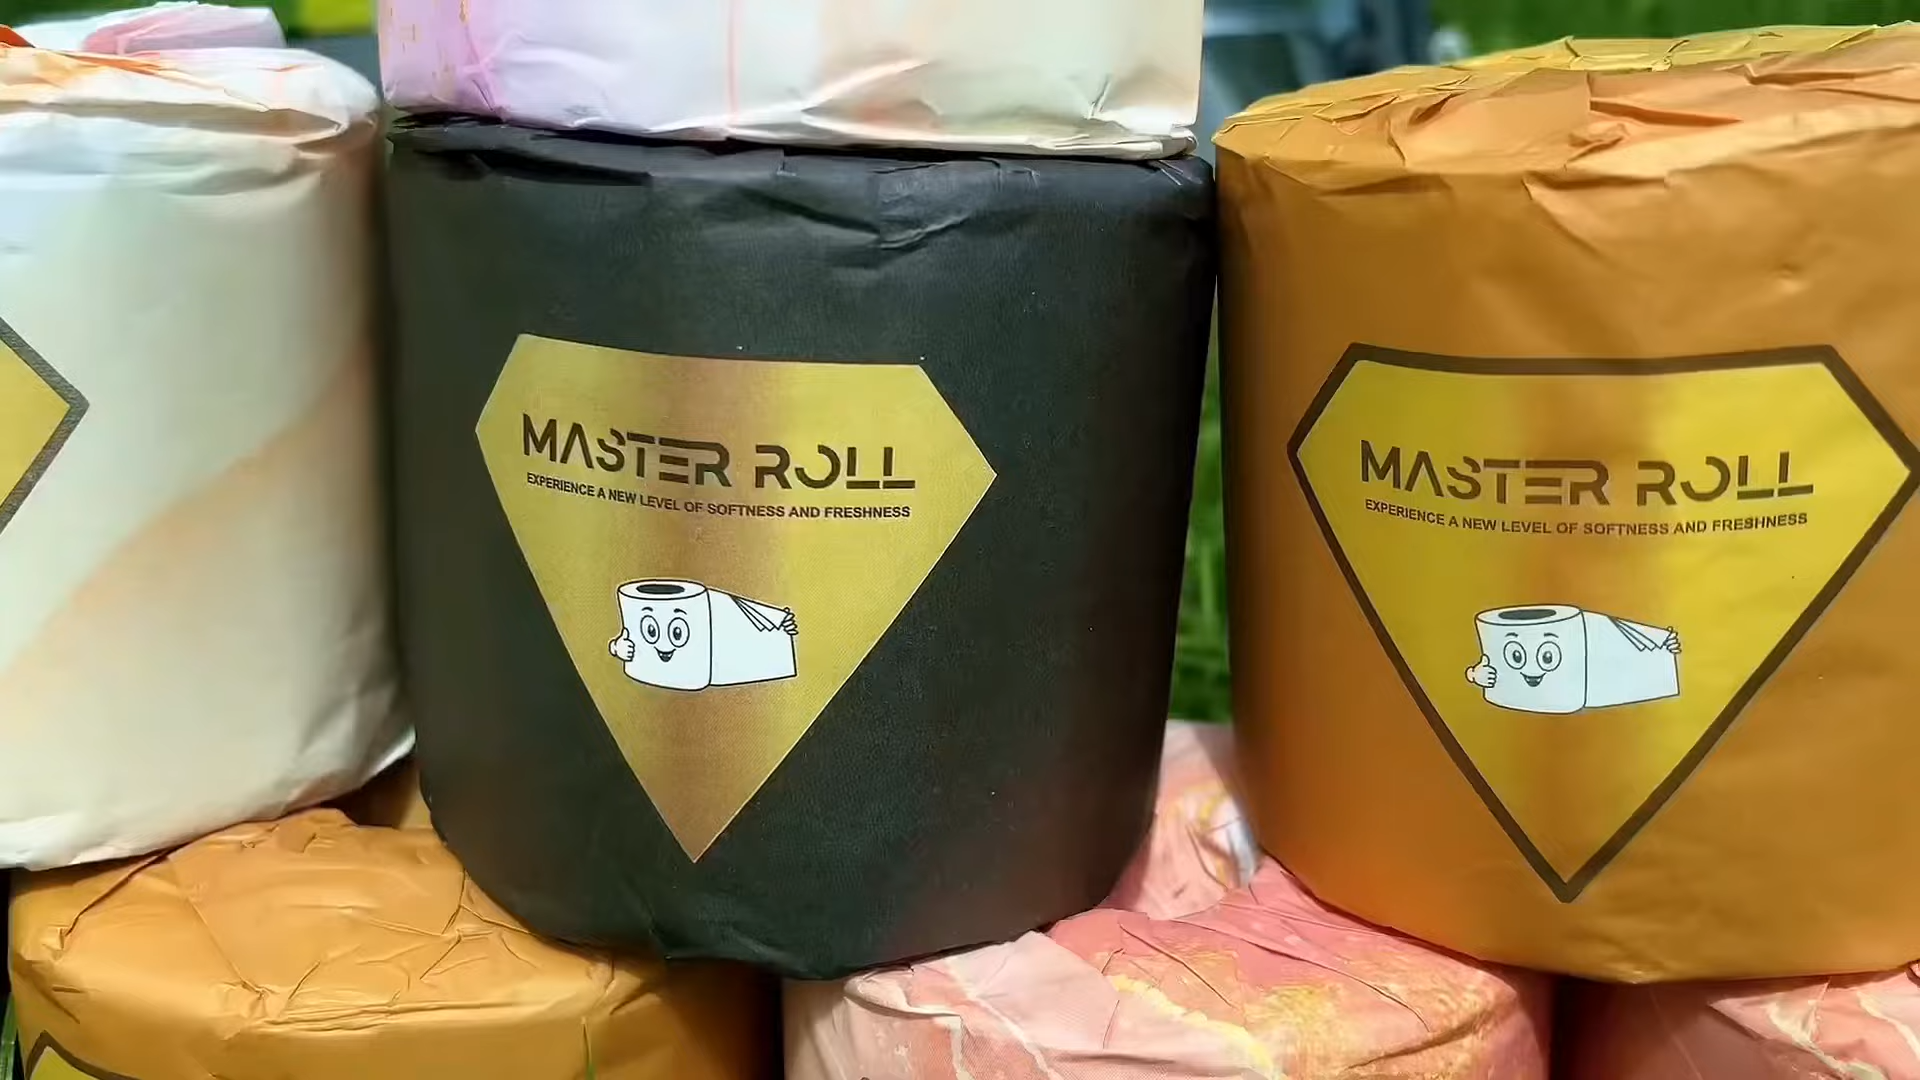 MASTER ROLL
EXPERIENCE A NEW LEVEL OF SOFTNESS AND FRESHNESS
MASTER ROLL
EXPERIENCE A NEW LEVEL OF SOFTNESS AND FRESHNESS